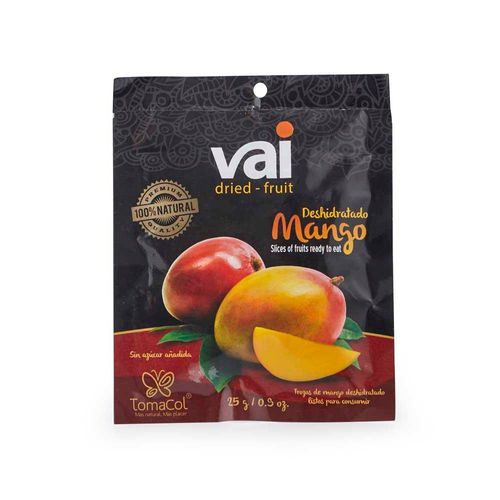 vai
dried - fruit
PREMIUM
100% NATURAL
QUALITY
Deshidratado
Mango
Slices of fruits ready to eat
Sin azúcar añadida
TomaCol®
Más natural, Más placer
25 g / 0.9 oz.
Trozos de mango deshidratado
listos para consumir